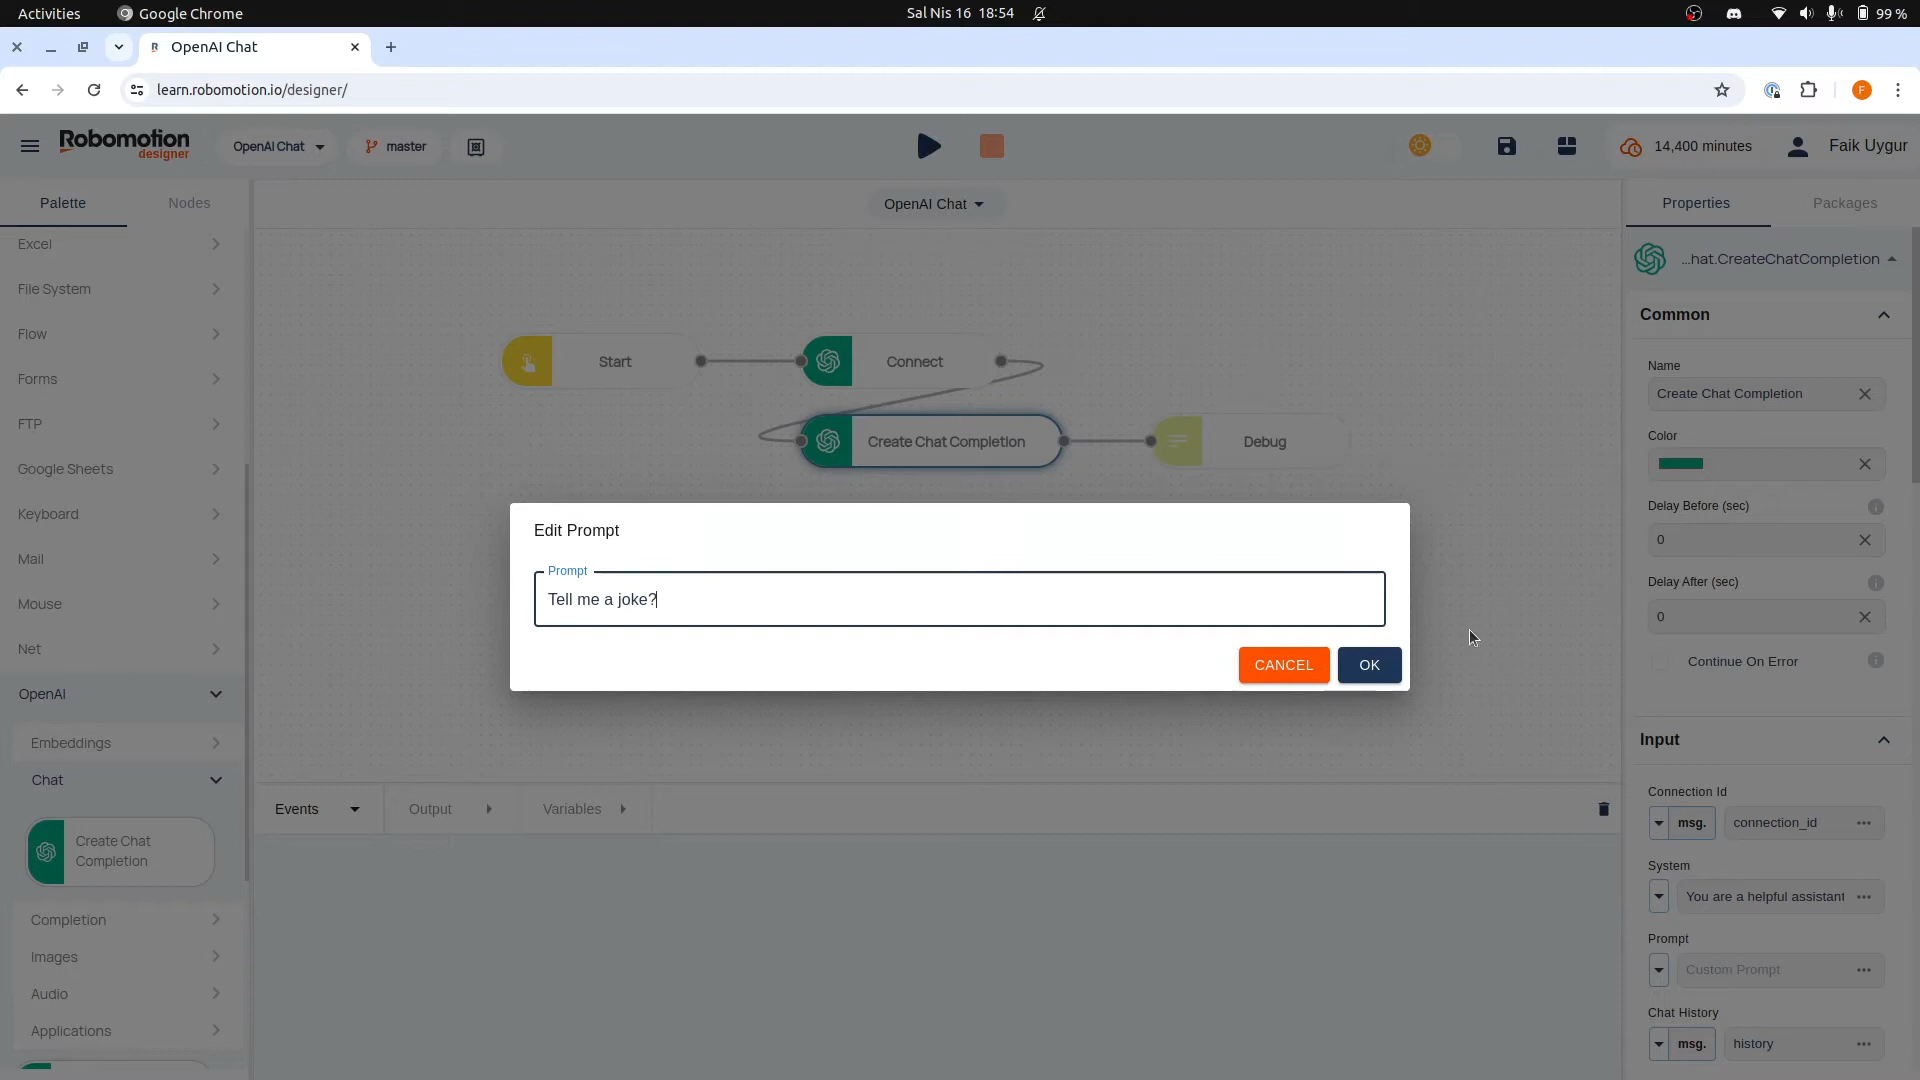 Activities
Google Chrome
Sal Nis 16 18:54
99 %
OpenAI Chat
learn.robomotion.io/designer/
F
Robomotion
designer
OpenAI Chat
master
14,400 minutes
Faik Uygur
Palette
Nodes
Excel
File System
Flow
Forms
FTP
Google Sheets
Keyboard
Mail
Mouse
Net
OpenAI
Embeddings
Chat
Create Chat
Completion
Completion
Images
Audio
Applications
OpenAI Chat
Start
Connect
Create Chat Completion
Debug
Edit Prompt
Prompt
Tell me a joke?
CANCEL
OK
Events
Output
Variables
Properties
Packages
...hat.CreateChatCompletion
Common
Name
Create Chat Completion
Color
Delay Before (sec)
0
Delay After (sec)
0
Continue On Error
Input
Connection Id
msg.
connection_id
System
You are a helpful assistant
Prompt
Custom Prompt
Chat History
msg.
history